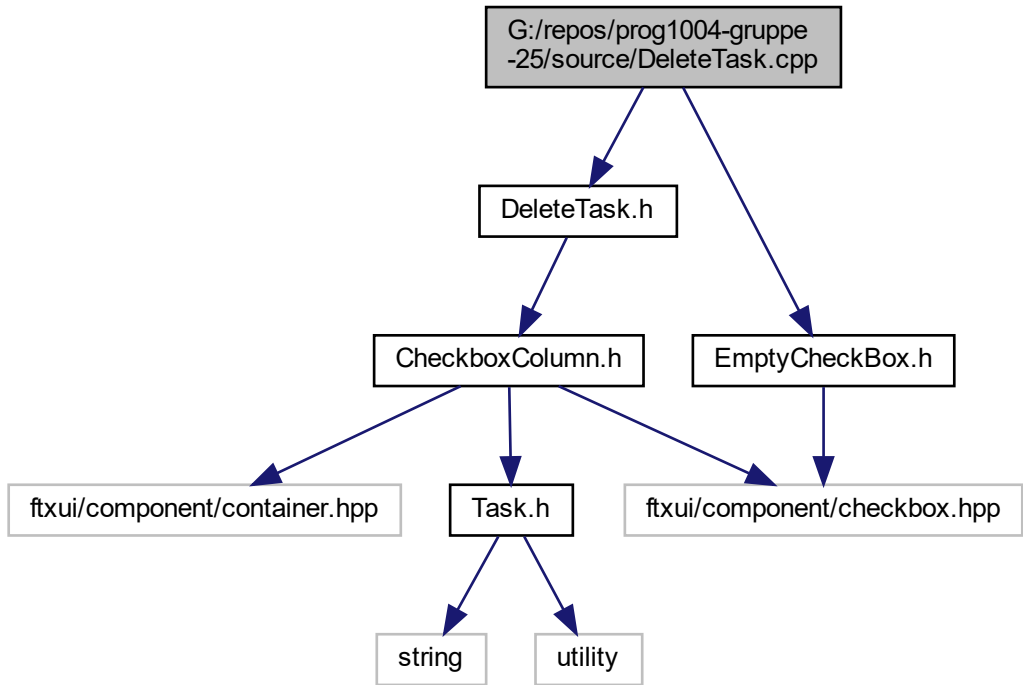 G:/repos/prog1004-gruppe
-25/source/DeleteTask.cpp
DeleteTask.h
CheckboxColumn.h
EmptyCheckBox.h
ftxui/component/container.hpp
Task.h
ftxui/component/checkbox.hpp
string
utility